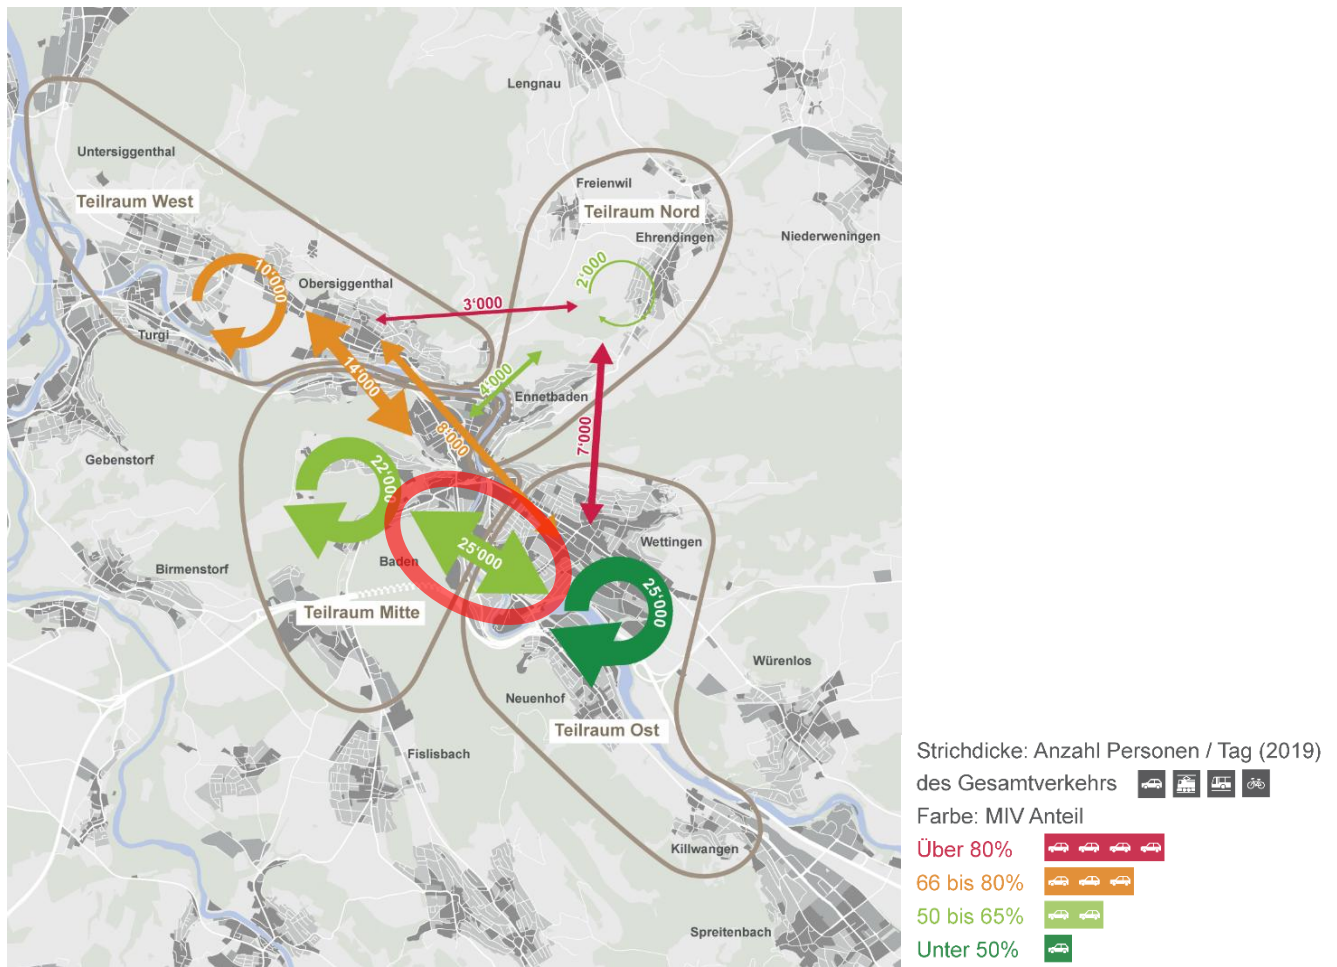 Lengnau
Untersiggenthal
Teilraum West
Freienwil
Teilraum Nord
Ehrendingen
Niederweningen
10'000
2'000
Obersiggenthal
3'000
Turgi
14'000
4'000
Ennetbaden
8'000
7'000
Gebenstorf
22'000
Wettingen
25'000
Baden
Birmenstorf
25'000
Teilraum Mitte
Würenlos
Neuenhof
Teilraum Ost
Fislisbach
Killwangen
Spreitenbach
Strichdicke: Anzahl Personen / Tag (2019)
des Gesamtverkehrs
Farbe: MIV Anteil
Über 80%
66 bis 80%
50 bis 65%
Unter 50%